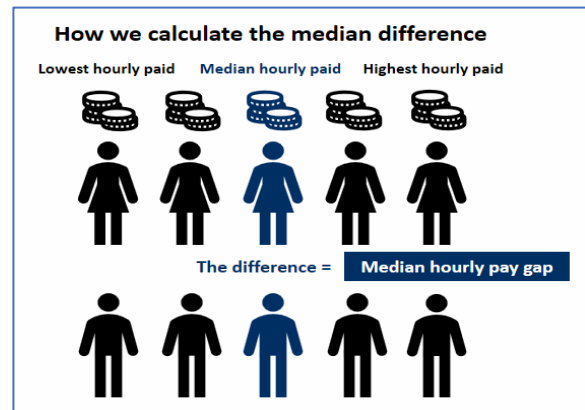 How we calculate the median difference
Lowest hourly paid Median hourly paid Highest hourly paid
The difference = Median hourly pay gap